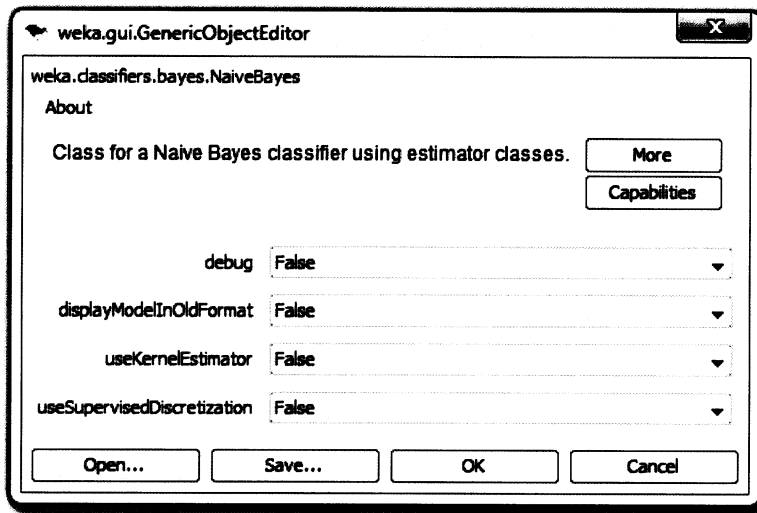 weka.gui.GenericObjectEditor
X
weka.classifiers.bayes.NaiveBayes
About
Class for a Naive Bayes classifier using estimator classes.
More
Capabilities
debug False
displayModelInOldFormat False
useKernelEstimator False
useSupervisedDiscretization False
Open... Save... OK Cancel